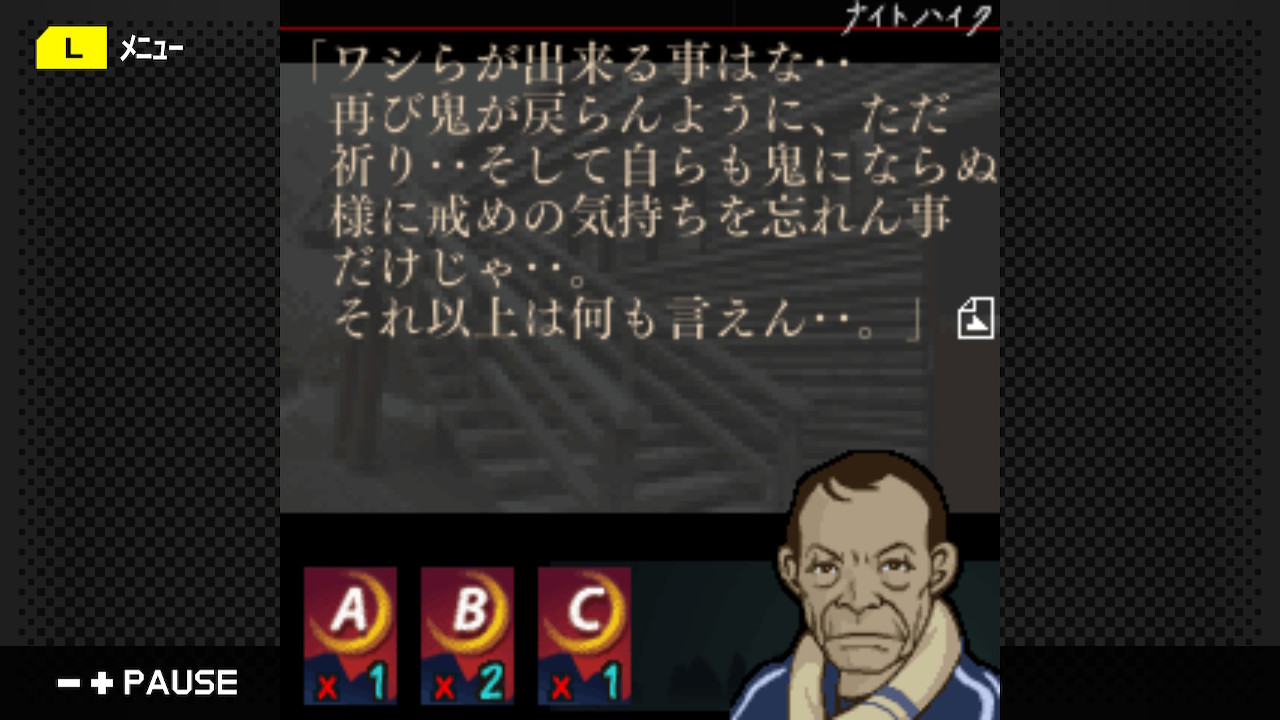 L メニュー
ナイトハイク
「ワシらが出来る事はな‥
再び鬼が戻らんように、ただ
祈り‥そして自らも鬼にならぬ
様に戒めの気持ちを忘れん事
だけじゃ‥。
それ以上は何も言えん‥。」
A B C
x 1 x 2 x 1
− + PAUSE